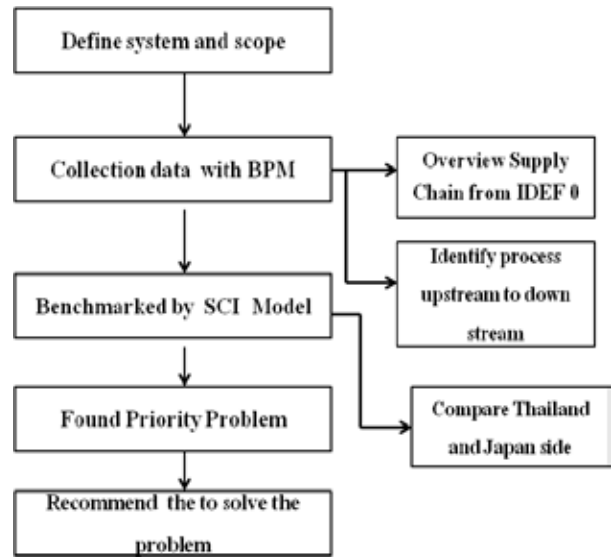 Define system and scope
Collection data with BPM
Overview Supply
Chain from IDEF 0
Identify process
upstream to down
stream
Benchmarked by SCI Model
Found Priority Problem
Compare Thailand
and Japan side
Recommend the to solve the
problem